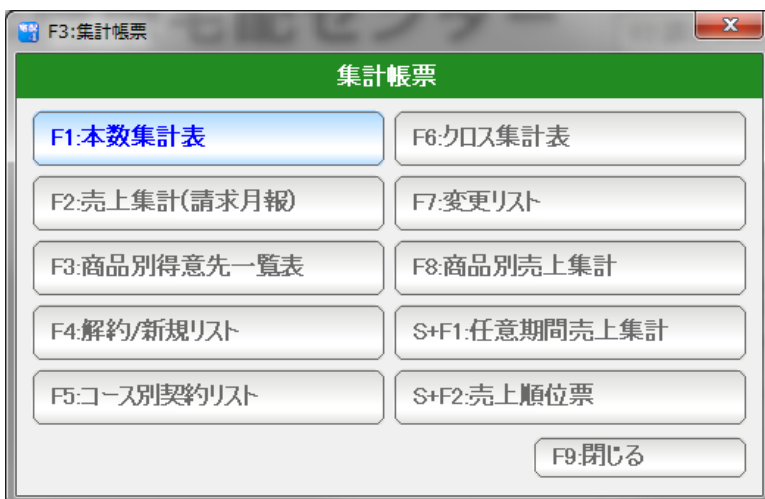 F3:集計帳票
集計帳票
F1:本数集計表
F2:売上集計(請求月報)
F3:商品別得意先一覧表
F4:解約/新規リスト
F5:コース別契約リスト
F6:クロス集計表
F7:変更リスト
F8:商品別売上集計
S+F1:任意期間売上集計
S+F2:売上順位票
F9:閉じる